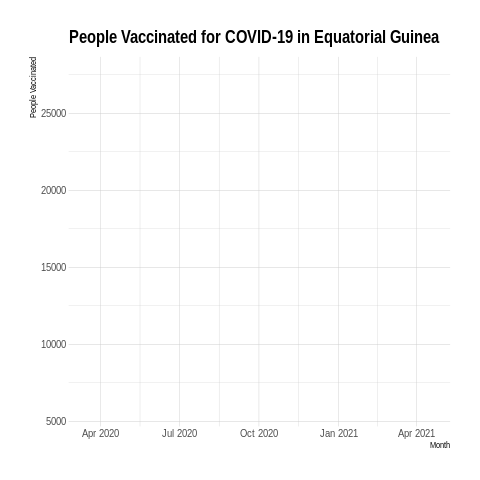 People Vaccinated for COVID-19 in Equatorial Guinea
People Vaccinated
25000
20000
15000
10000
5000
Apr 2020 Jul 2020 Oct 2020 Jan 2021 Apr 2021
Month